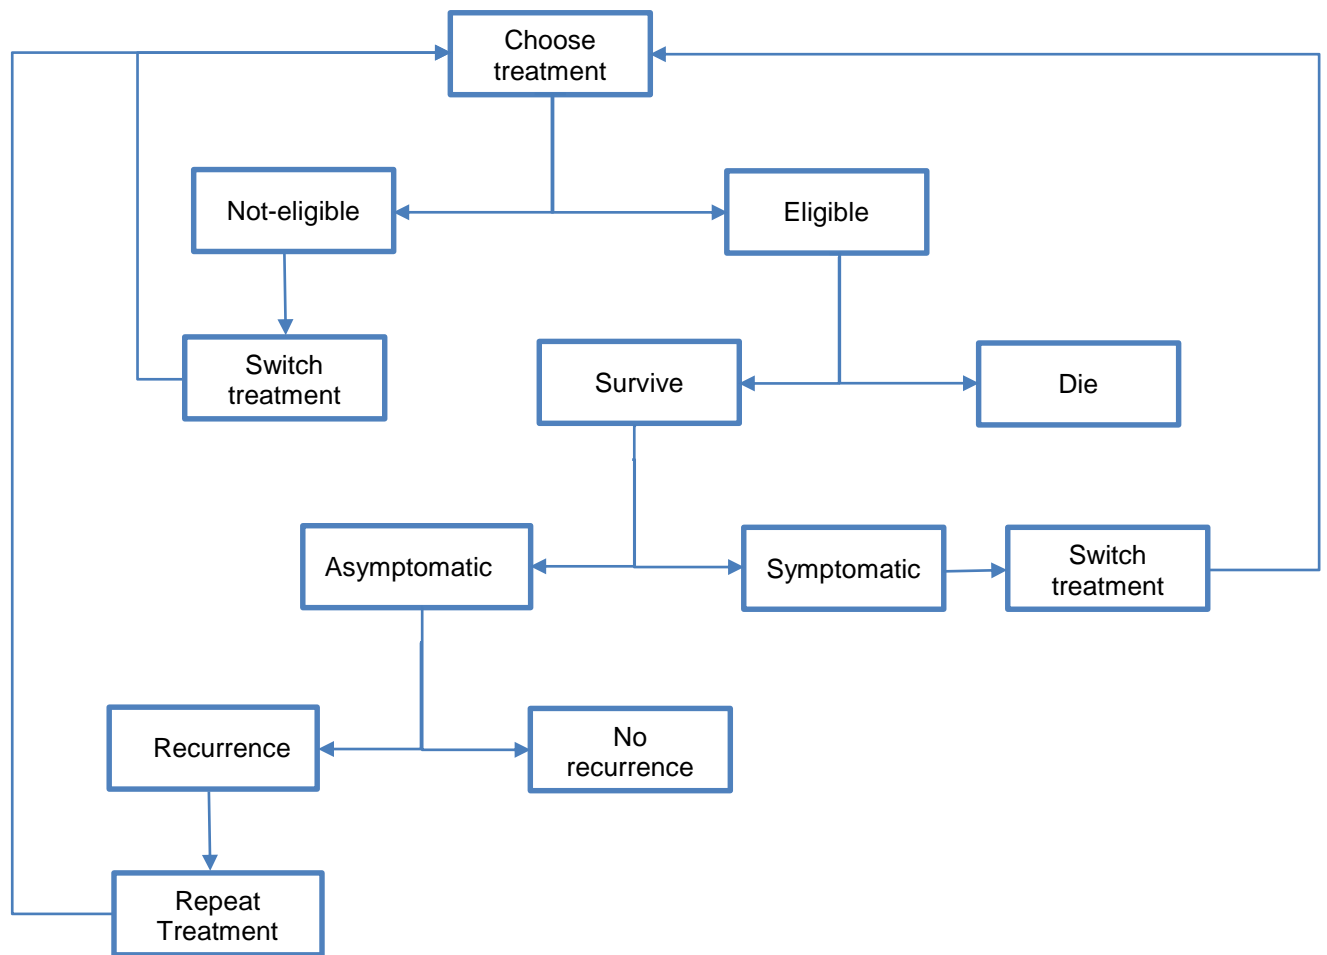 Choose
treatment
Not-eligible
Eligible
Switch
treatment
Survive
Die
Asymptomatic
Symptomatic
Switch
treatment
Recurrence
No
recurrence
Repeat
Treatment